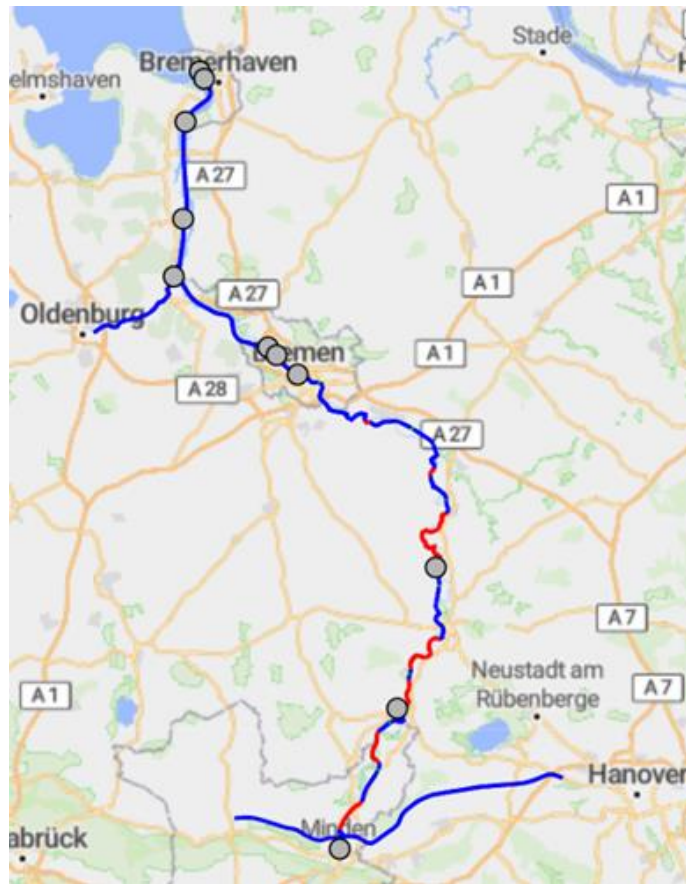 Stade
Bremerhaven
elmshaven
A 27
A 1
A 1
A 27
Oldenburg
Bremen
A 1
A 28
A 27
A 7
Neustadt am
Rübenberge
A 1
A 7
Hanover
Minden
abrück